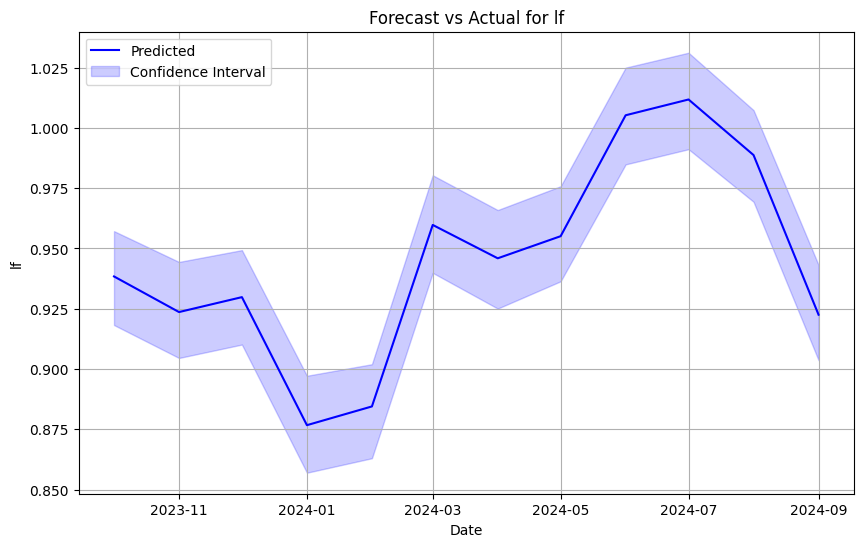 Forecast vs Actual for lf
Predicted
Confidence Interval
1.025
1.000
0.975
0.950
0.925
0.900
0.875
0.850
lf
2023-11
2024-01
2024-03
2024-05
2024-07
2024-09
Date